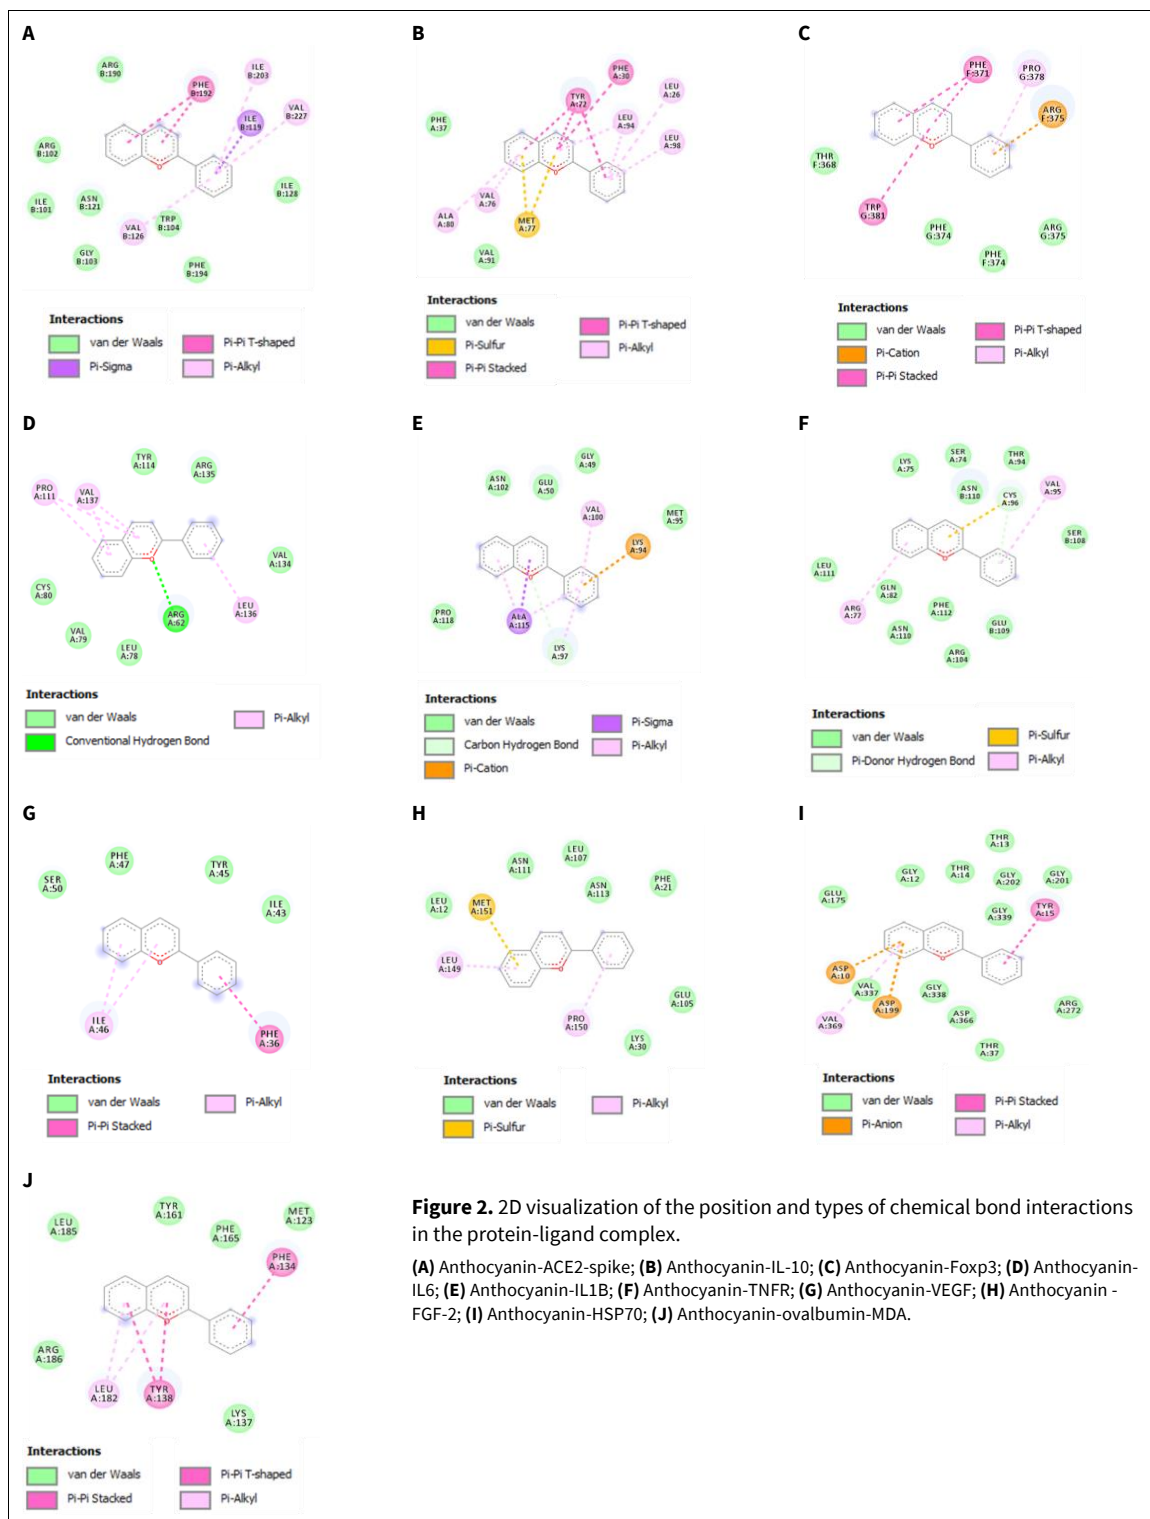 A
ARG
B:190
PHE
B:192
ILE
B:203
VAL
B:227
ILE
B:119
ARG
B:102
ILE
B:101
ASN
B:121
VAL
B:126
TRP
B:104
ILE
B:128
GLY
B:103
PHE
B:194
Interactions
van der Waals
Pi-Sigma
Pi-Pi T-shaped
Pi-Alkyl
B
PHE
A:37
TYR
A:72
PHE
A:30
LEU
A:26
LEU
A:94
LEU
A:98
ALA
A:80
VAL
A:76
MET
A:77
VAL
A:91
Interactions
van der Waals
Pi-Sulfur
Pi-Pi Stacked
Pi-Pi T-shaped
Pi-Alkyl
C
PHE
F:371
PRO
G:378
ARG
F:375
THR
F:368
TRP
G:381
PHE
G:374
PHE
F:374
ARG
G:375
Interactions
van der Waals
Pi-Cation
Pi-Pi Stacked
Pi-Pi T-shaped
Pi-Alkyl
D
TYR
A:114
ARG
A:135
PRO
A:111
VAL
A:137
VAL
A:134
CYS
A:80
VAL
A:79
LEU
A:78
ARG
A:62
LEU
A:136
O
Interactions
van der Waals
Conventional Hydrogen Bond
Pi-Alkyl
E
ASN
A:102
GLU
A:50
GLY
A:49
VAL
A:100
MET
A:95
LYS
A:94
PRO
A:118
ALA
A:115
LYS
A:97
Interactions
van der Waals
Carbon Hydrogen Bond
Pi-Cation
Pi-Sigma
Pi-Alkyl
F
LYS
A:75
SER
A:74
THR
A:94
ASN
B:110
CYS
A:96
VAL
A:95
SER
B:108
LEU
A:111
ARG
A:77
GLN
A:82
PHE
A:112
ASN
A:110
ARG
A:104
GLU
B:109
Interactions
van der Waals
Pi-Donor Hydrogen Bond
Pi-Sulfur
Pi-Alkyl
G
SER
A:50
PHE
A:47
TYR
A:45
ILE
A:43
ILE
A:46
PHE
A:36
Interactions
van der Waals
Pi-Pi Stacked
Pi-Alkyl
H
LEU
A:12
MET
A:151
ASN
A:111
LEU
A:107
ASN
A:113
PHE
A:21
LEU
A:149
PRO
A:150
GLU
A:105
LYS
A:30
Interactions
van der Waals
Pi-Sulfur
Pi-Alkyl
I
THR
A:13
GLU
A:175
GLY
A:12
THR
A:14
GLY
A:202
GLY
A:201
GLY
A:339
TYR
A:15
ASP
A:10
VAL
A:337
ASP
A:199
GLY
A:338
VAL
A:369
ASP
A:366
THR
A:37
ARG
A:272
Interactions
van der Waals
Pi-Anion
Pi-Pi Stacked
Pi-Alkyl
J
LEU
A:185
TYR
A:161
PHE
A:165
MET
A:123
PHE
A:134
ARG
A:186
LEU
A:182
TYR
A:138
LYS
A:137
Interactions
van der Waals
Pi-Pi Stacked
Pi-Pi T-shaped
Pi-Alkyl
Figure 2. 2D visualization of the position and types of chemical bond interactions
in the protein-ligand complex.
(A) Anthocyanin-ACE2-spike; (B) Anthocyanin-IL-10; (C) Anthocyanin-Foxp3; (D) Anthocyanin-
IL6; (E) Anthocyanin-IL1B; (F) Anthocyanin-TNFR; (G) Anthocyanin-VEGF; (H) Anthocyanin -
FGF-2; (I) Anthocyanin-HSP70; (J) Anthocyanin-ovalbumin-MDA.